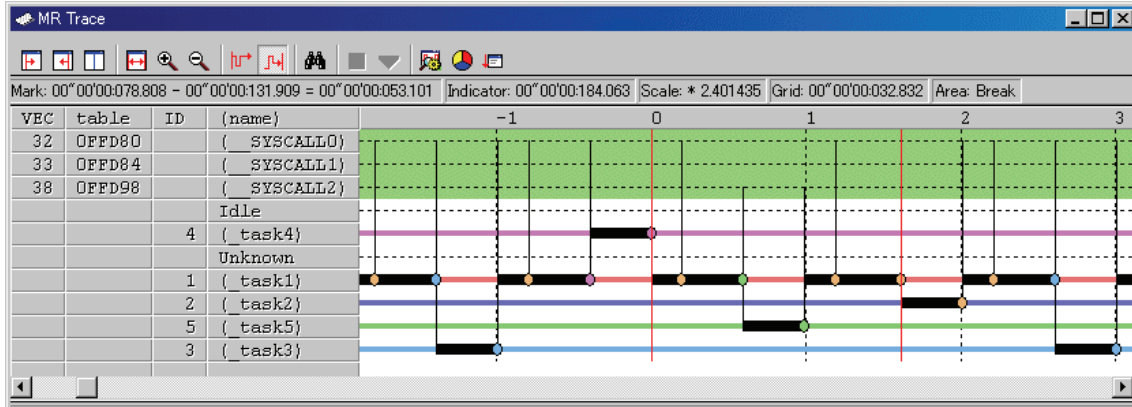 MR Trace
Mark: 00"00'00:078.808 - 00"00'00:131.909 = 00"00'00:053.101 Indicator: 00"00'00:184.063 Scale: * 2.401435 Grid: 00"00'00:032.832 Area: Break
VEC table ID (name) -1 0 1 2 3
32 0FFD80 (__SYSCALL0)
33 0FFD84 (__SYSCALL1)
38 0FFD98 (__SYSCALL2)
Idle
4 (_task4)
Unknown
1 (_task1)
2 (_task2)
5 (_task5)
3 (_task3)